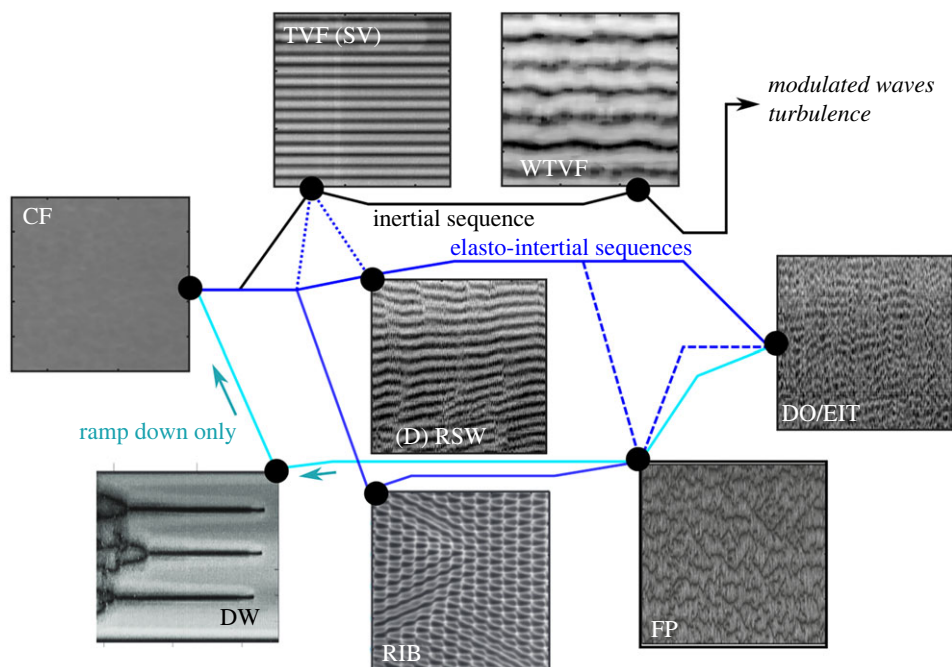 TVF (SV)
WTVF
modulated waves
turbulence
CF
inertial sequence
elasto-intertial sequences
ramp down only
(D) RSW
DO/EIT
DW
RIB
FP